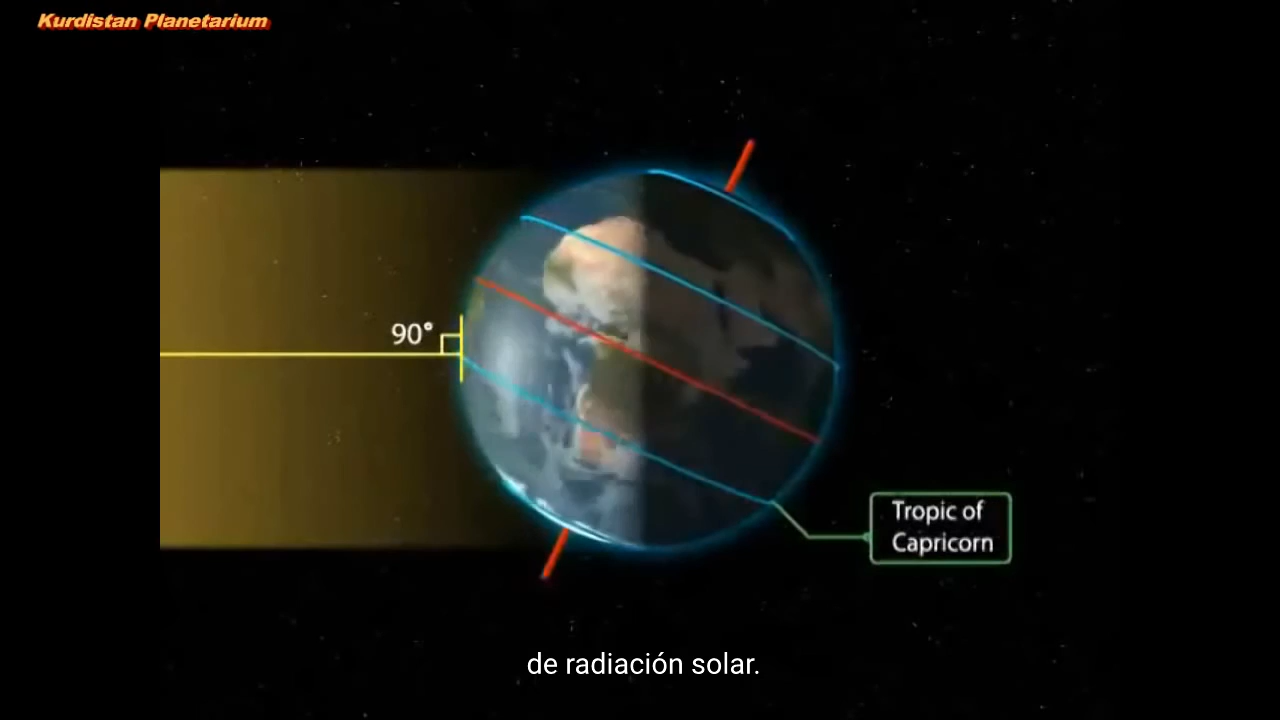 Kurdistan Planetarium
90°
Tropic of
Capricorn
de radiación solar.